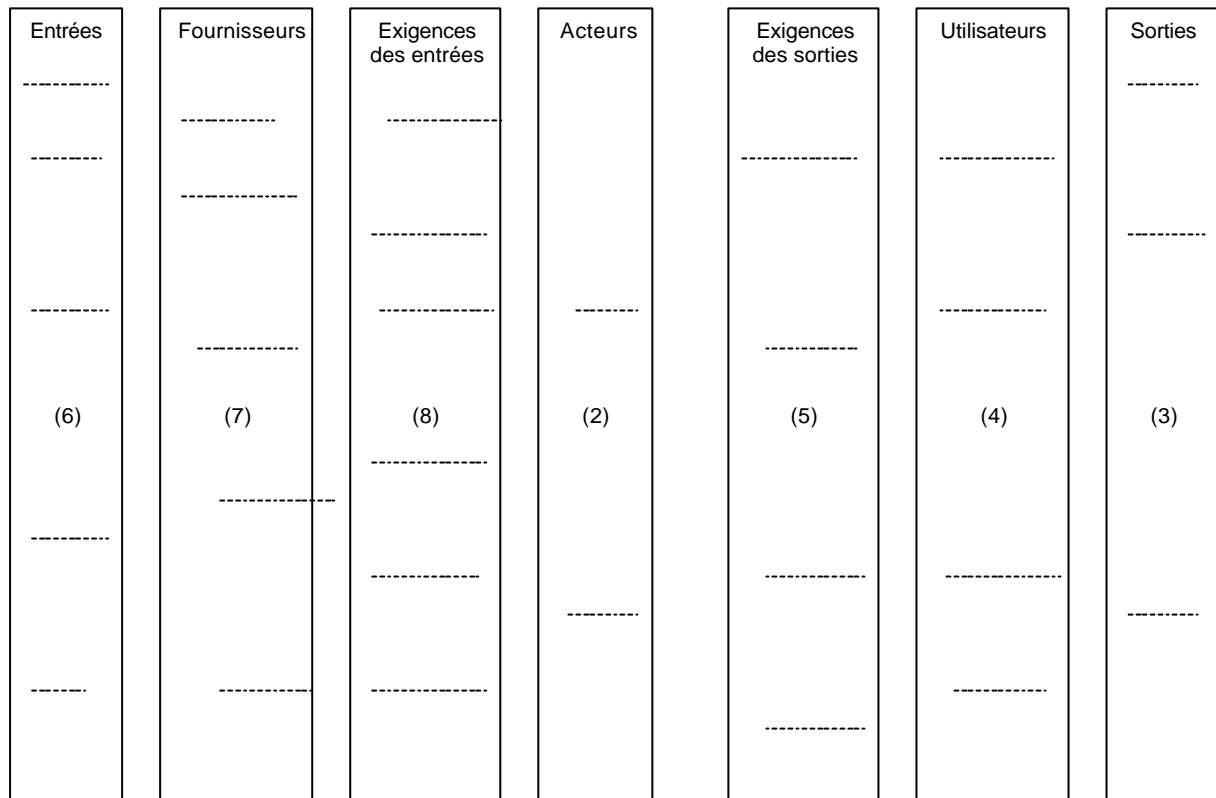 Entrées
Fournisseurs
Exigences
des entrées
Acteurs
Exigences
des sorties
Utilisateurs
Sorties
(6)
(7)
(8)
(2)
(5)
(4)
(3)